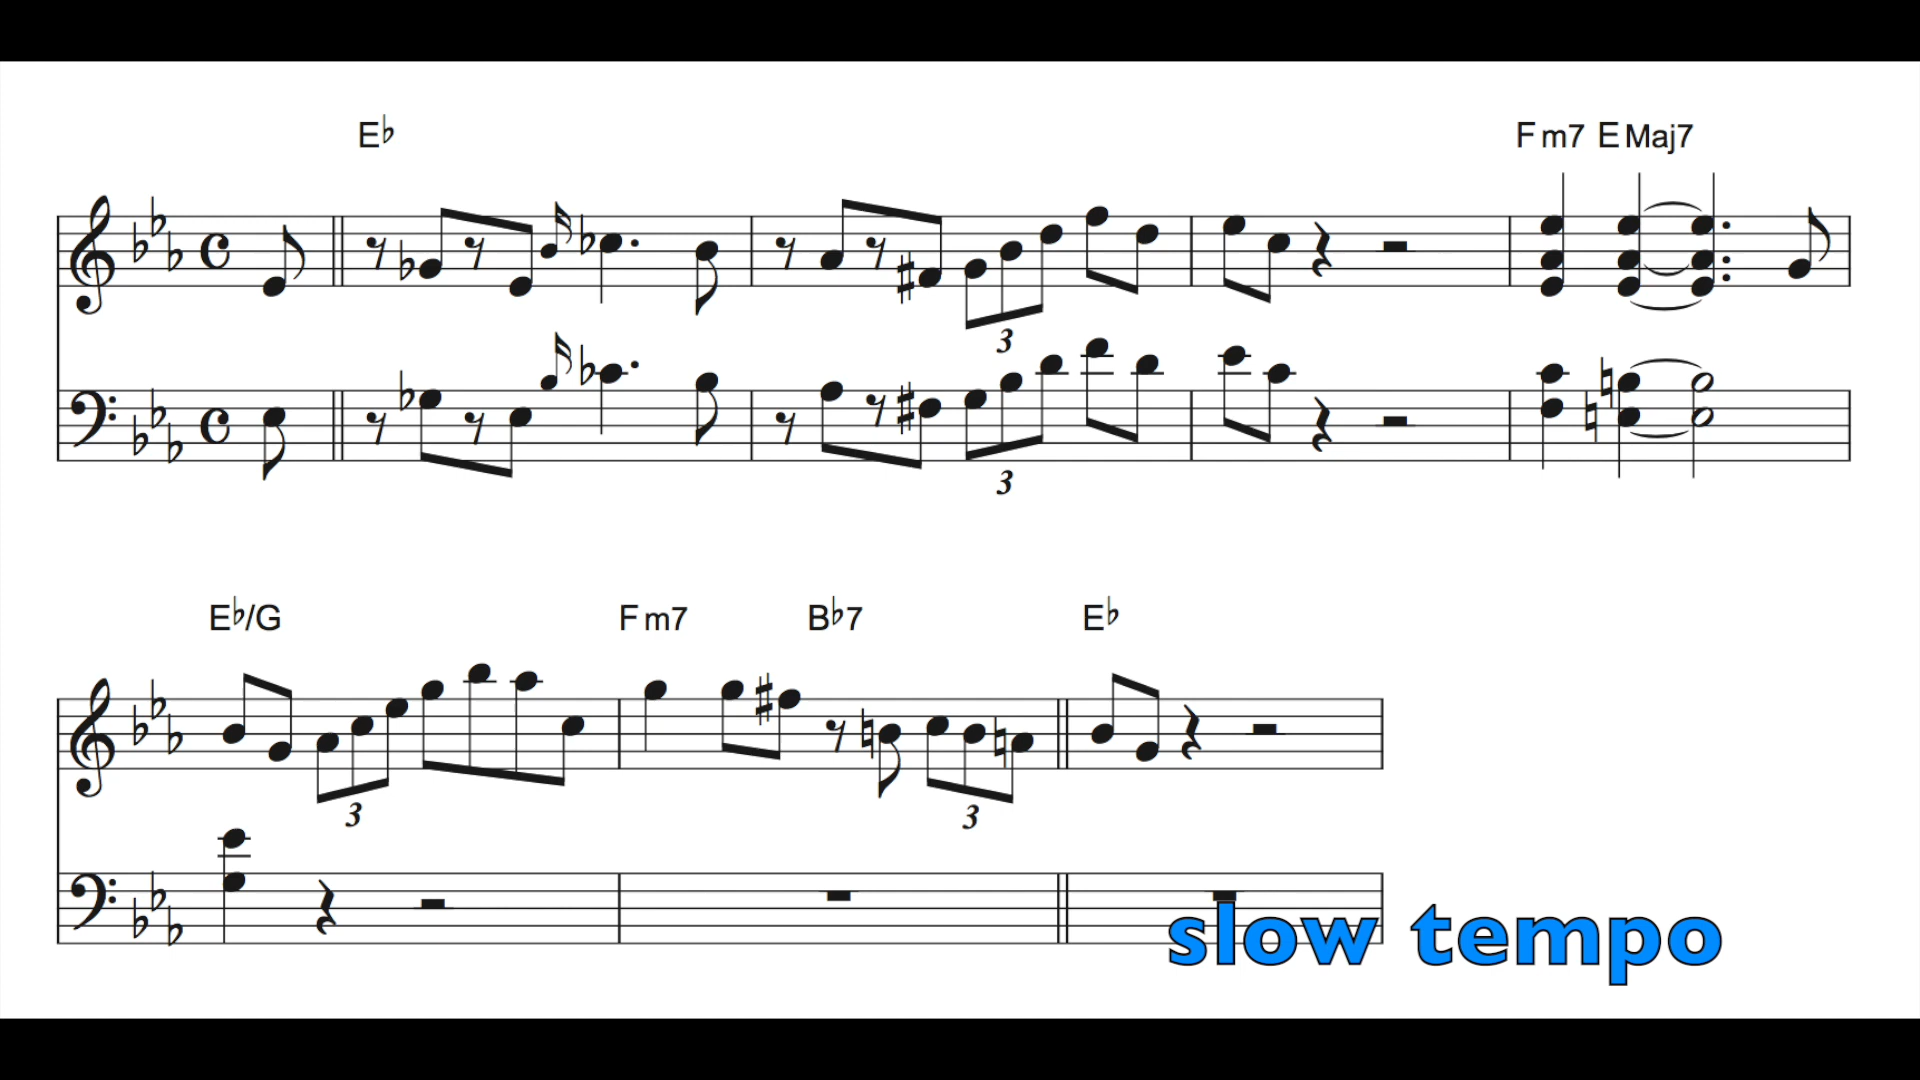 E♭ Fm7 EMaj7
3
3
E♭/G Fm7 B♭7 E♭
3 3
slow tempo